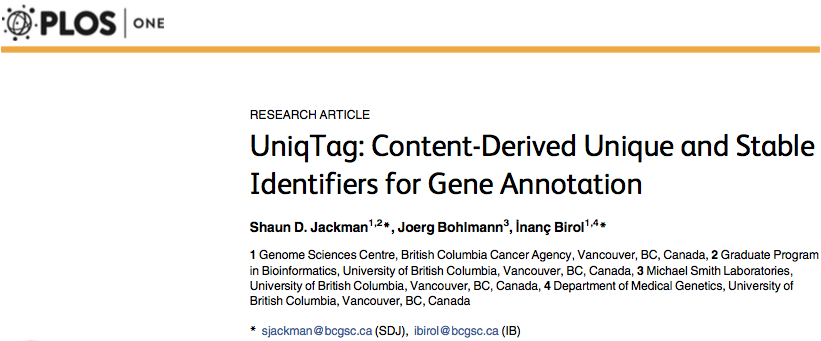 PLOS | ONE
RESEARCH ARTICLE
UniqTag: Content-Derived Unique and Stable
Identifiers for Gene Annotation
Shaun D. Jackman1,2*, Joerg Bohlmann3, İnanç Birol1,4*
1 Genome Sciences Centre, British Columbia Cancer Agency, Vancouver, BC, Canada, 2 Graduate Program
in Bioinformatics, University of British Columbia, Vancouver, BC, Canada, 3 Michael Smith Laboratories,
University of British Columbia, Vancouver, BC, Canada, 4 Department of Medical Genetics, University of
British Columbia, Vancouver, BC, Canada
* sjackman@bcgsc.ca (SDJ), ibirol@bcgsc.ca (IB)